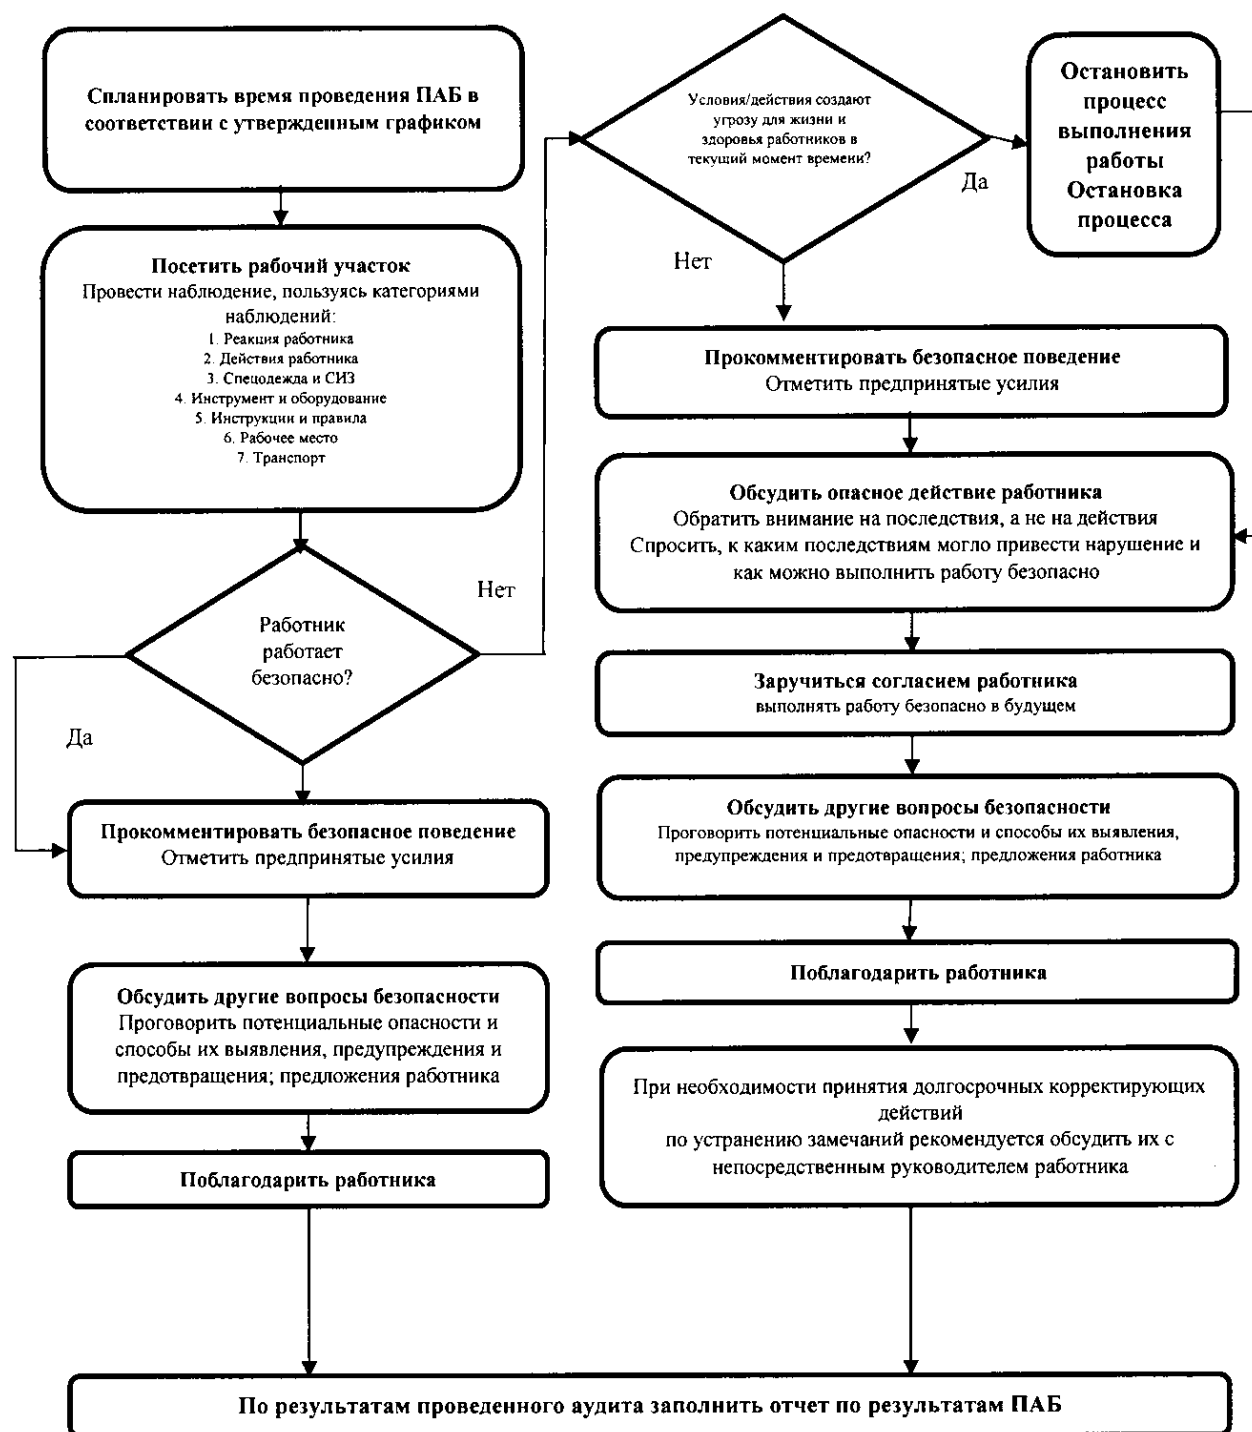 Спланировать время проведения ПАБ в
соответствии с утвержденным графиком
Посетить рабочий участок
Провести наблюдение, пользуясь категориями
наблюдений:
1. Реакция работника
2. Действия работника
3. Спецодежда и СИЗ
4. Инструмент и оборудование
5. Инструкции и правила
6. Рабочее место
7. Транспорт
Работник
работает
безопасно?
Нет
Да
Прокомментировать безопасное поведение
Отметить предпринятые усилия
Обсудить другие вопросы безопасности
Проговорить потенциальные опасности и
способы их выявления, предупреждения и
предотвращения; предложения работника
Поблагодарить работника
Условия/действия создают
угрозу для жизни и
здоровья работников в
текущий момент времени?
Да
Нет
Остановить
процесс
выполнения
работы
Остановка
процесса
Прокомментировать безопасное поведение
Отметить предпринятые усилия
Обсудить опасное действие работника
Обратить внимание на последствия, а не на действия
Спросить, к каким последствиям могло привести нарушение и
как можно выполнить работу безопасно
Заручиться согласием работника
выполнять работу безопасно в будущем
Обсудить другие вопросы безопасности
Проговорить потенциальные опасности и способы их выявления,
предупреждения и предотвращения; предложения работника
Поблагодарить работника
При необходимости принятия долгосрочных корректирующих
действий
по устранению замечаний рекомендуется обсудить их с
непосредственным руководителем работника
По результатам проведенного аудита заполнить отчет по результатам ПАБ